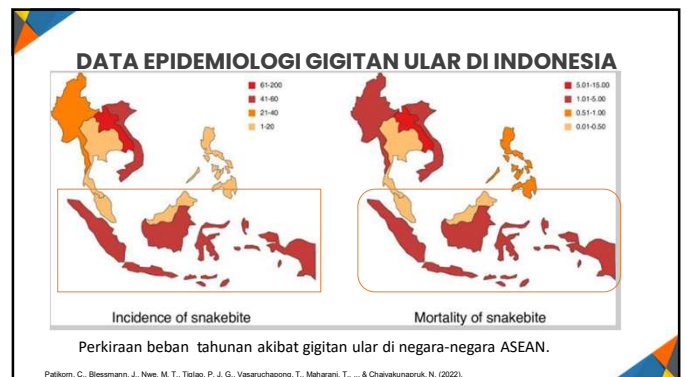 DATA EPIDEMIOLOGI GIGITAN ULAR DI INDONESIA
61-200
41-60
21-40
1-20
5.01-15.00
1.01-5.00
0.51-1.00
0.01-0.50
Incidence of snakebite
Mortality of snakebite
Perkiraan beban tahunan akibat gigitan ular di negara-negara ASEAN.
Patikorn, C., Blessmann, J., Nwe, M. T., Tiglao, P. J. G., Vasaruchapong, T., Maharani, T., ... & Chaiyakunapruk, N. (2022).